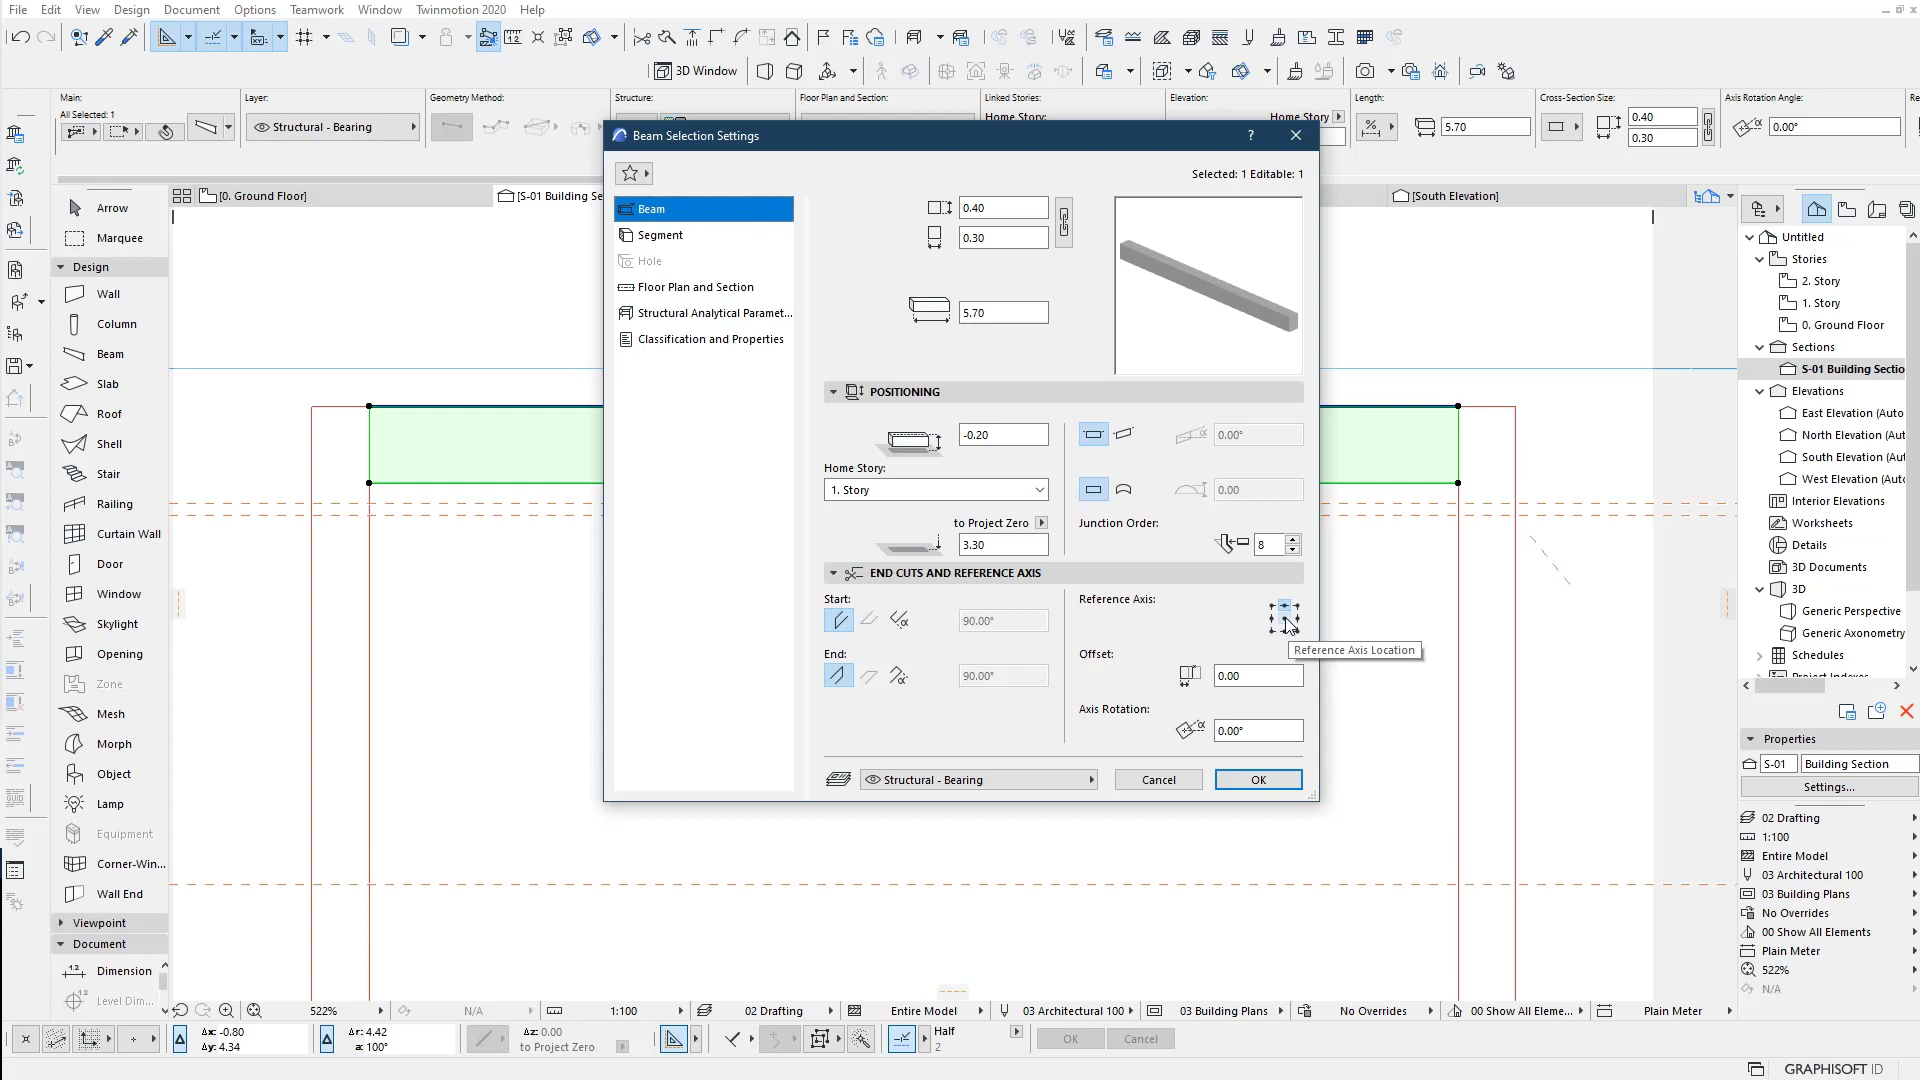 File Edit View Design Document Options Teamwork Window Twinmotion 2020 Help
3D Window
Main: Layer: Geometry Method: Structure: Floor Plan and Section: Linked Stories: Elevation: Length: Cross-Section Size: Axis Rotation Angle: Re
All Selected: 1
Structural - Bearing
Home Story:
Home Story
5.70
0.40
0.30
0.00°
Beam Selection Settings
?
Selected: 1 Editable: 1
[0. Ground Floor]
[S-01 Building Se
[South Elevation]
Arrow
Marquee
Design
Wall
Column
Beam
Slab
Roof
Shell
Stair
Railing
Curtain Wall
Door
Window
Skylight
Opening
Zone
Mesh
Morph
Object
Lamp
Equipment
Corner-Win...
Wall End
Viewpoint
Document
1.2 Dimension
1.2 Level Dim...
Beam
Segment
Hole
Floor Plan and Section
Structural Analytical Paramet...
Classification and Properties
0.40
0.30
5.70
POSITIONING
-0.20
0.00°
Home Story:
1. Story
0.00
to Project Zero
Junction Order:
3.30
8
END CUTS AND REFERENCE AXIS
Start:
Reference Axis:
90.00°
Reference Axis Location
End:
Offset:
90.00°
0.00
Axis Rotation:
0.00°
Structural - Bearing
Cancel
OK
Untitled
Stories
2. Story
1. Story
0. Ground Floor
Sections
S-01 Building Sectio
Elevations
East Elevation (Auto
North Elevation (Aut
South Elevation (Aut
West Elevation (Auto
Interior Elevations
Worksheets
Details
3D Documents
3D
Generic Perspective
Generic Axonometry
Schedules
Project Indexes
Properties
S-01 Building Section
Settings...
02 Drafting
1:100
Entire Model
03 Architectural 100
03 Building Plans
No Overrides
00 Show All Elements
Plain Meter
522%
N/A
522% N/A 1:100 02 Drafting Entire Model 03 Architectural 100 03 Building Plans No Overrides 00 Show All Eleme... Plain Meter
Δx: -0.80
Δy: 4.34
Δr: 4.42
a: 100°
Δz: 0.00
to Project Zero
Half
2
OK
Cancel
GRAPHISOFT ID